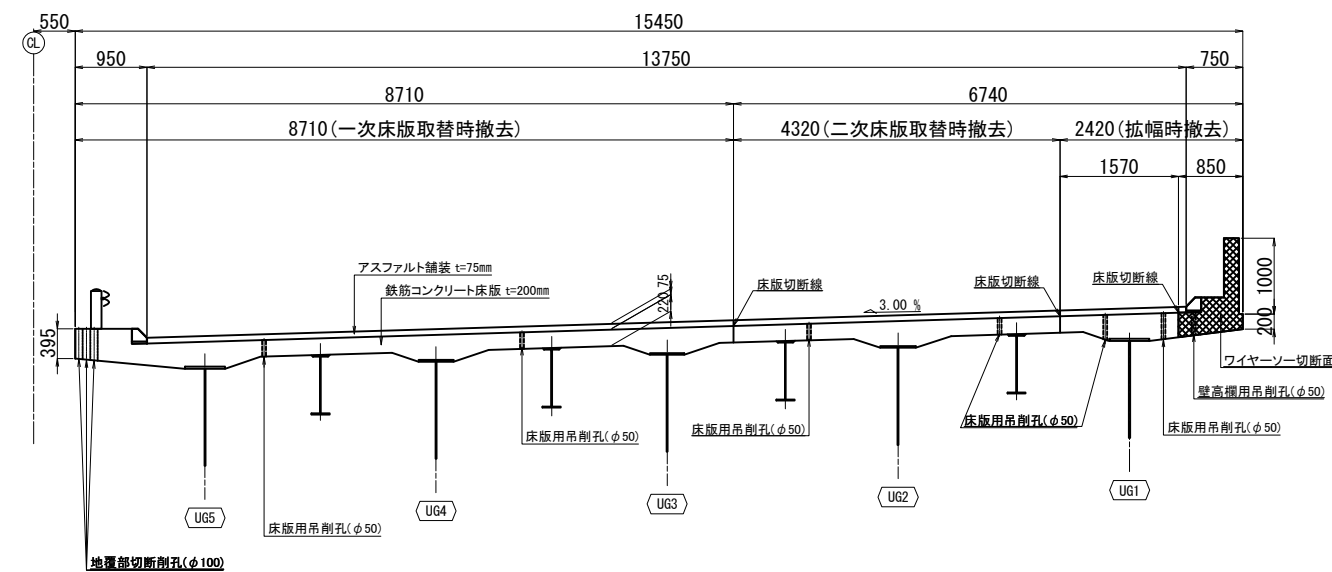 550
15450
CL
950
13750
750
8710
6740
8710(一次床版取替時撤去)
4320(二次床版取替時撤去)
2420(拡幅時撤去)
1570
850
アスファルト舗装 t=75mm
鉄筋コンクリート床版 t=200mm
75
220
床版切断線
3.00 %
床版切断線
床版切断線
1000
200
395
ワイヤーソー切断面
壁高欄用吊削孔(φ50)
床版用吊削孔(φ50)
床版用吊削孔(φ50)
床版用吊削孔(φ50)
床版用吊削孔(φ50)
床版用吊削孔(φ50)
UG5
UG4
UG3
UG2
UG1
地覆部切断削孔(φ100)